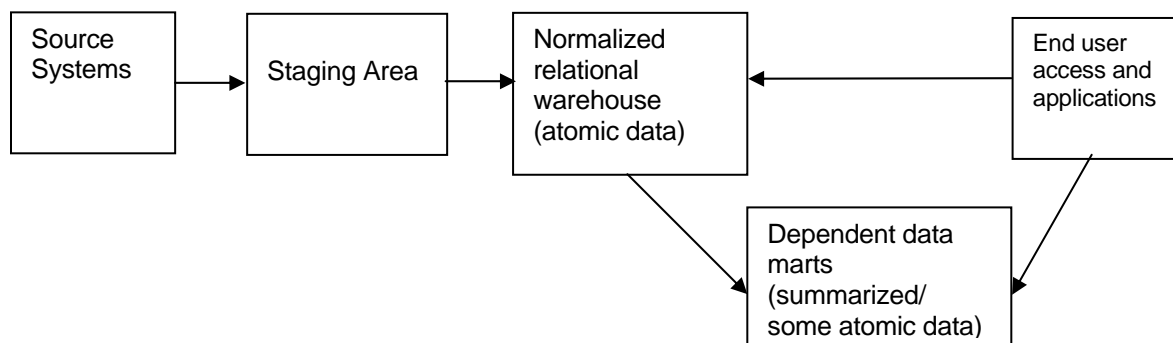 Source
Systems
Staging Area
Normalized
relational
warehouse
(atomic data)
End user
access and
applications
Dependent data
marts
(summarized/
some atomic data)